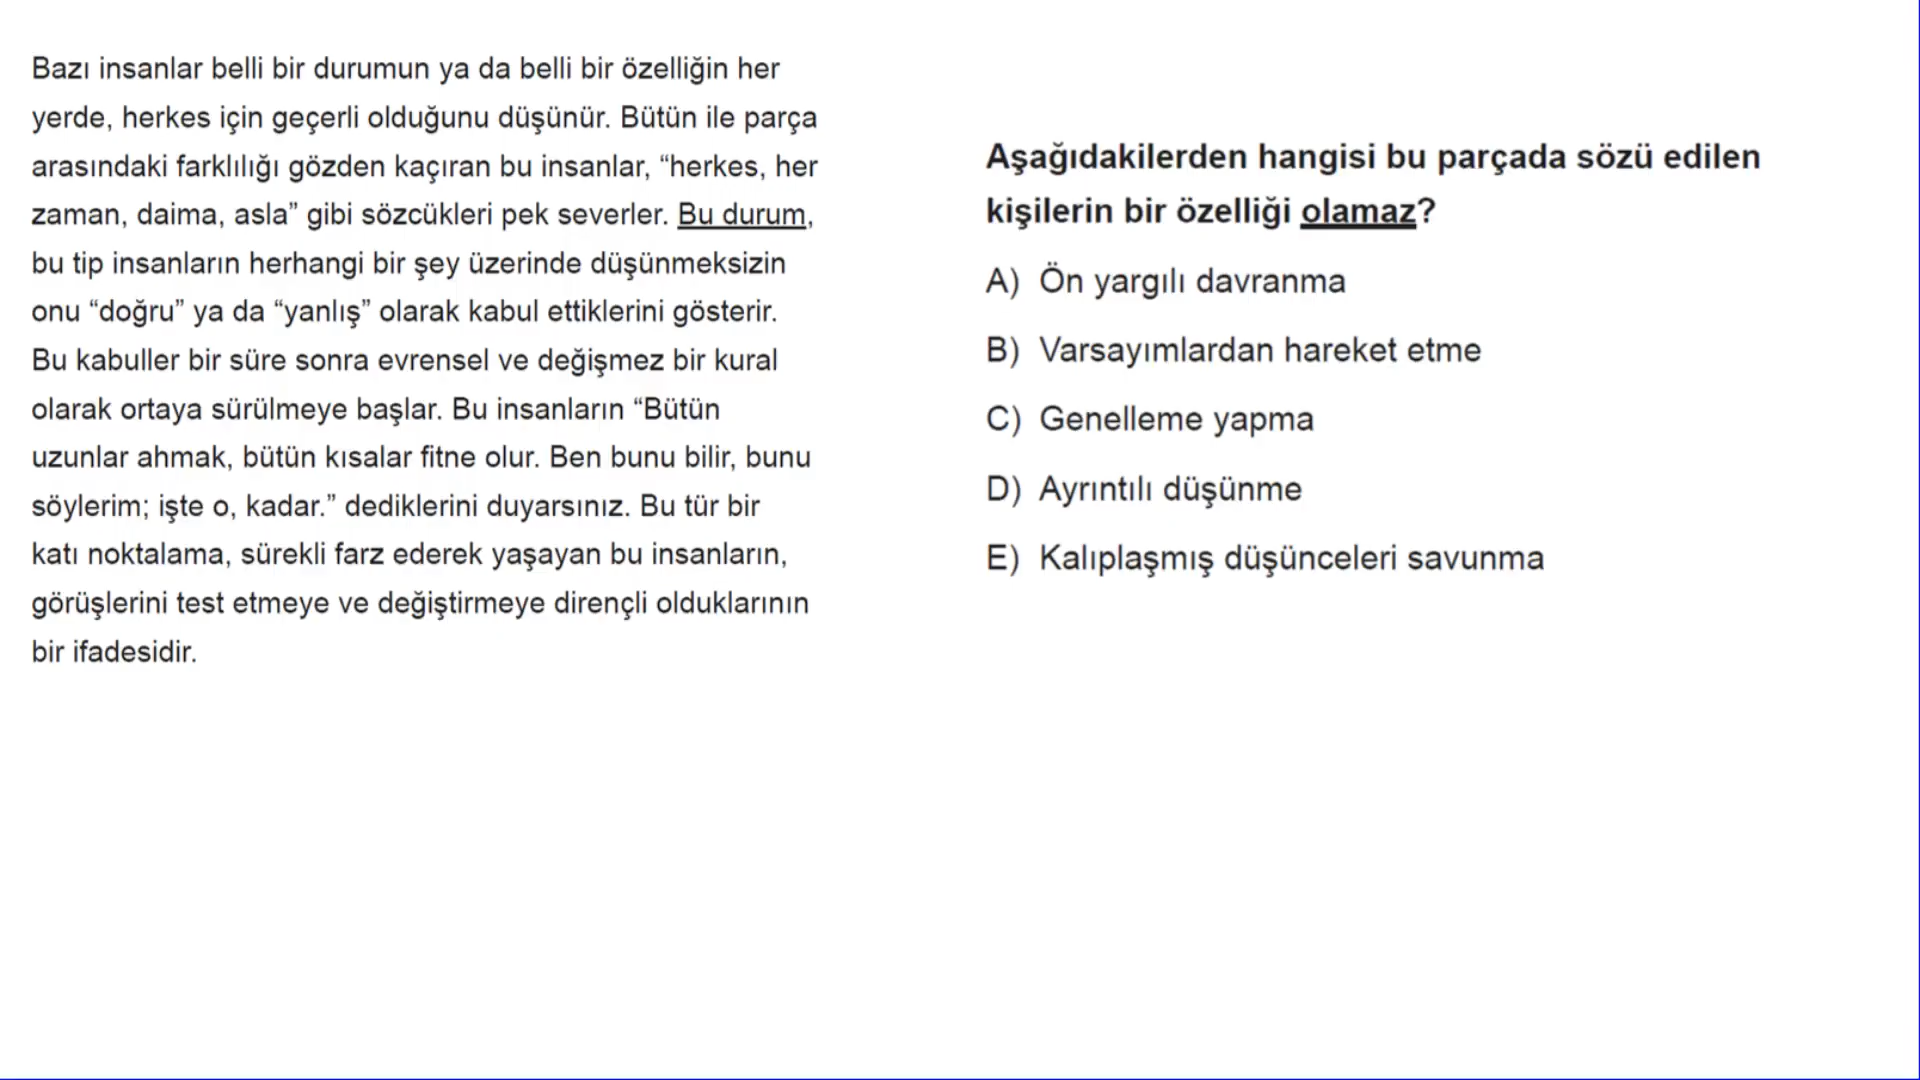 Bazı insanlar belli bir durumun ya da belli bir özelliğin her
yerde, herkes için geçerli olduğunu düşünür. Bütün ile parça
arasındaki farklılığı gözden kaçıran bu insanlar, “herkes, her
zaman, daima, asla” gibi sözcükleri pek severler. Bu durum,
bu tip insanların herhangi bir şey üzerinde düşünmeksizin
onu “doğru” ya da “yanlış” olarak kabul ettiklerini gösterir.
Bu kabuller bir süre sonra evrensel ve değişmez bir kural
olarak ortaya sürülmeye başlar. Bu insanların “Bütün
uzunlar ahmak, bütün kısalar fitne olur. Ben bunu bilir, bunu
söylerim; işte o, kadar.” dediklerini duyarsınız. Bu tür bir
katı noktalama, sürekli farz ederek yaşayan bu insanların,
görüşlerini test etmeye ve değiştirmeye dirençli olduklarının
bir ifadesidir.
Aşağıdakilerden hangisi bu parçada sözü edilen
kişilerin bir özelliği olamaz?
A) Ön yargılı davranma
B) Varsayımlardan hareket etme
C) Genelleme yapma
D) Ayrıntılı düşünme
E) Kalıplaşmış düşünceleri savunma